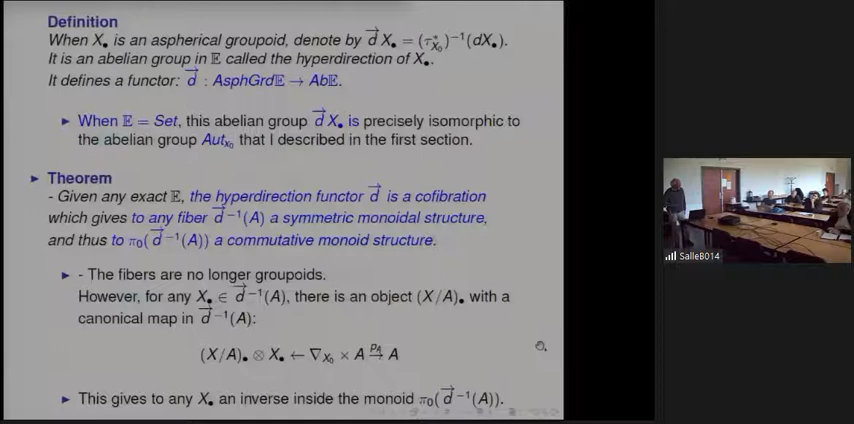 Definition
When X• is an aspherical groupoid, denote by d⃗ X• = (τ*X₀)⁻¹(dX•).
It is an abelian group in 𝔼 called the hyperdirection of X•.
It defines a functor: d⃗ : AsphGrd𝔼 → Ab𝔼.
► When 𝔼 = Set, this abelian group d⃗ X• is precisely isomorphic to
the abelian group Autx₀ that I described in the first section.
► Theorem
- Given any exact 𝔼, the hyperdirection functor d⃗ is a cofibration
which gives to any fiber d⃗⁻¹(A) a symmetric monoidal structure,
and thus to π₀(d⃗⁻¹(A)) a commutative monoid structure.
► - The fibers are no longer groupoids.
However, for any X• ∈ d⃗⁻¹(A), there is an object (X/A)• with a
canonical map in d⃗⁻¹(A):
(X/A)• ⊗ X• ← ∇X₀ × A →(pA) A
► This gives to any X• an inverse inside the monoid π₀(d⃗⁻¹(A)).
SalleB014